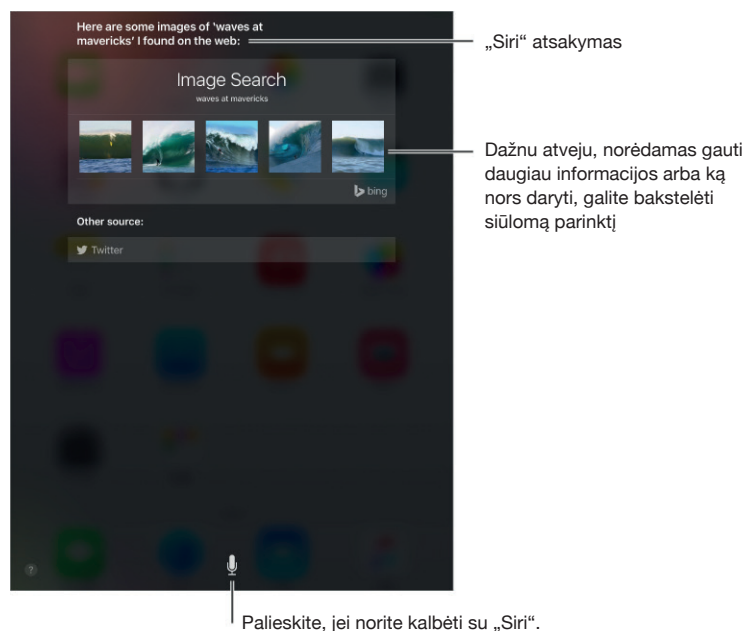 Here are some images of 'waves at
mavericks' I found on the web:
„Siri“ atsakymas
Image Search
waves at mavericks
bing
Dažnu atveju, norėdamas gauti
daugiau informacijos arba ką
nors daryti, galite bakstelėti
siūlomą parinktį
Other source:
Twitter
?
Palieskite, jei norite kalbėti su „Siri“.